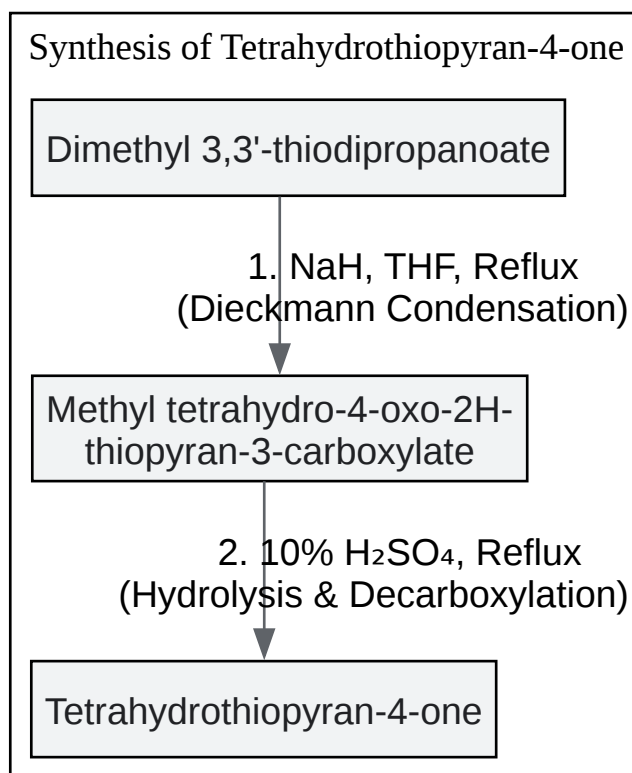 Synthesis of Tetrahydrothiopyran-4-one
Dimethyl 3,3'-thiodipropanoate
1. NaH, THF, Reflux
(Dieckmann Condensation)
Methyl tetrahydro-4-oxo-2H-
thiopyran-3-carboxylate
2. 10% H₂SO₄, Reflux
(Hydrolysis & Decarboxylation)
Tetrahydrothiopyran-4-one